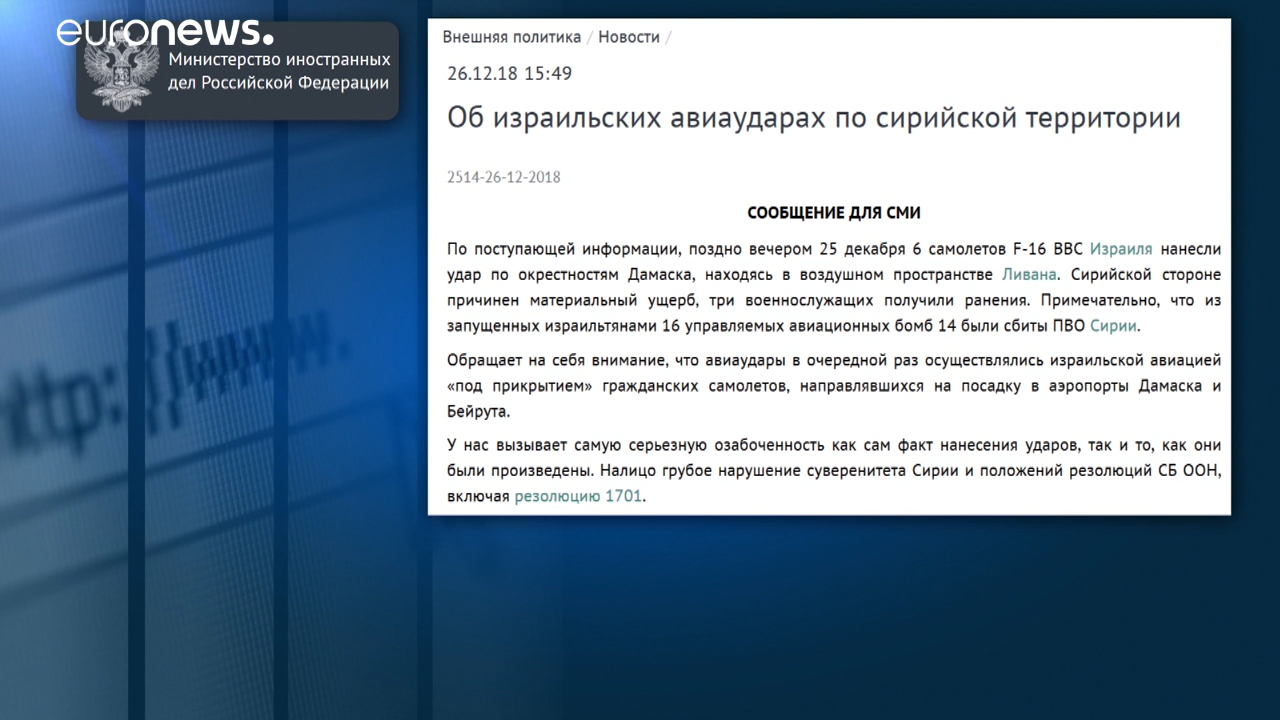 euronews.
Министерство иностранных
дел Российской Федерации
Внешняя политика / Новости /
26.12.18 15:49
Об израильских авиаударах по сирийской территории
2514-26-12-2018
СООБЩЕНИЕ ДЛЯ СМИ
По поступающей информации, поздно вечером 25 декабря 6 самолетов F-16 ВВС Израиля нанесли
удар по окрестностям Дамаска, находясь в воздушном пространстве Ливана. Сирийской стороне
причинен материальный ущерб, три военнослужащих получили ранения. Примечательно, что из
запущенных израильтянами 16 управляемых авиационных бомб 14 были сбиты ПВО Сирии.
Обращает на себя внимание, что авиаудары в очередной раз осуществлялись израильской авиацией
«под прикрытием» гражданских самолетов, направлявшихся на посадку в аэропорты Дамаска и
Бейрута.
У нас вызывает самую серьезную озабоченность как сам факт нанесения ударов, так и то, как они
были произведены. Налицо грубое нарушение суверенитета Сирии и положений резолюций СБ ООН,
включая резолюцию 1701.
http://www.